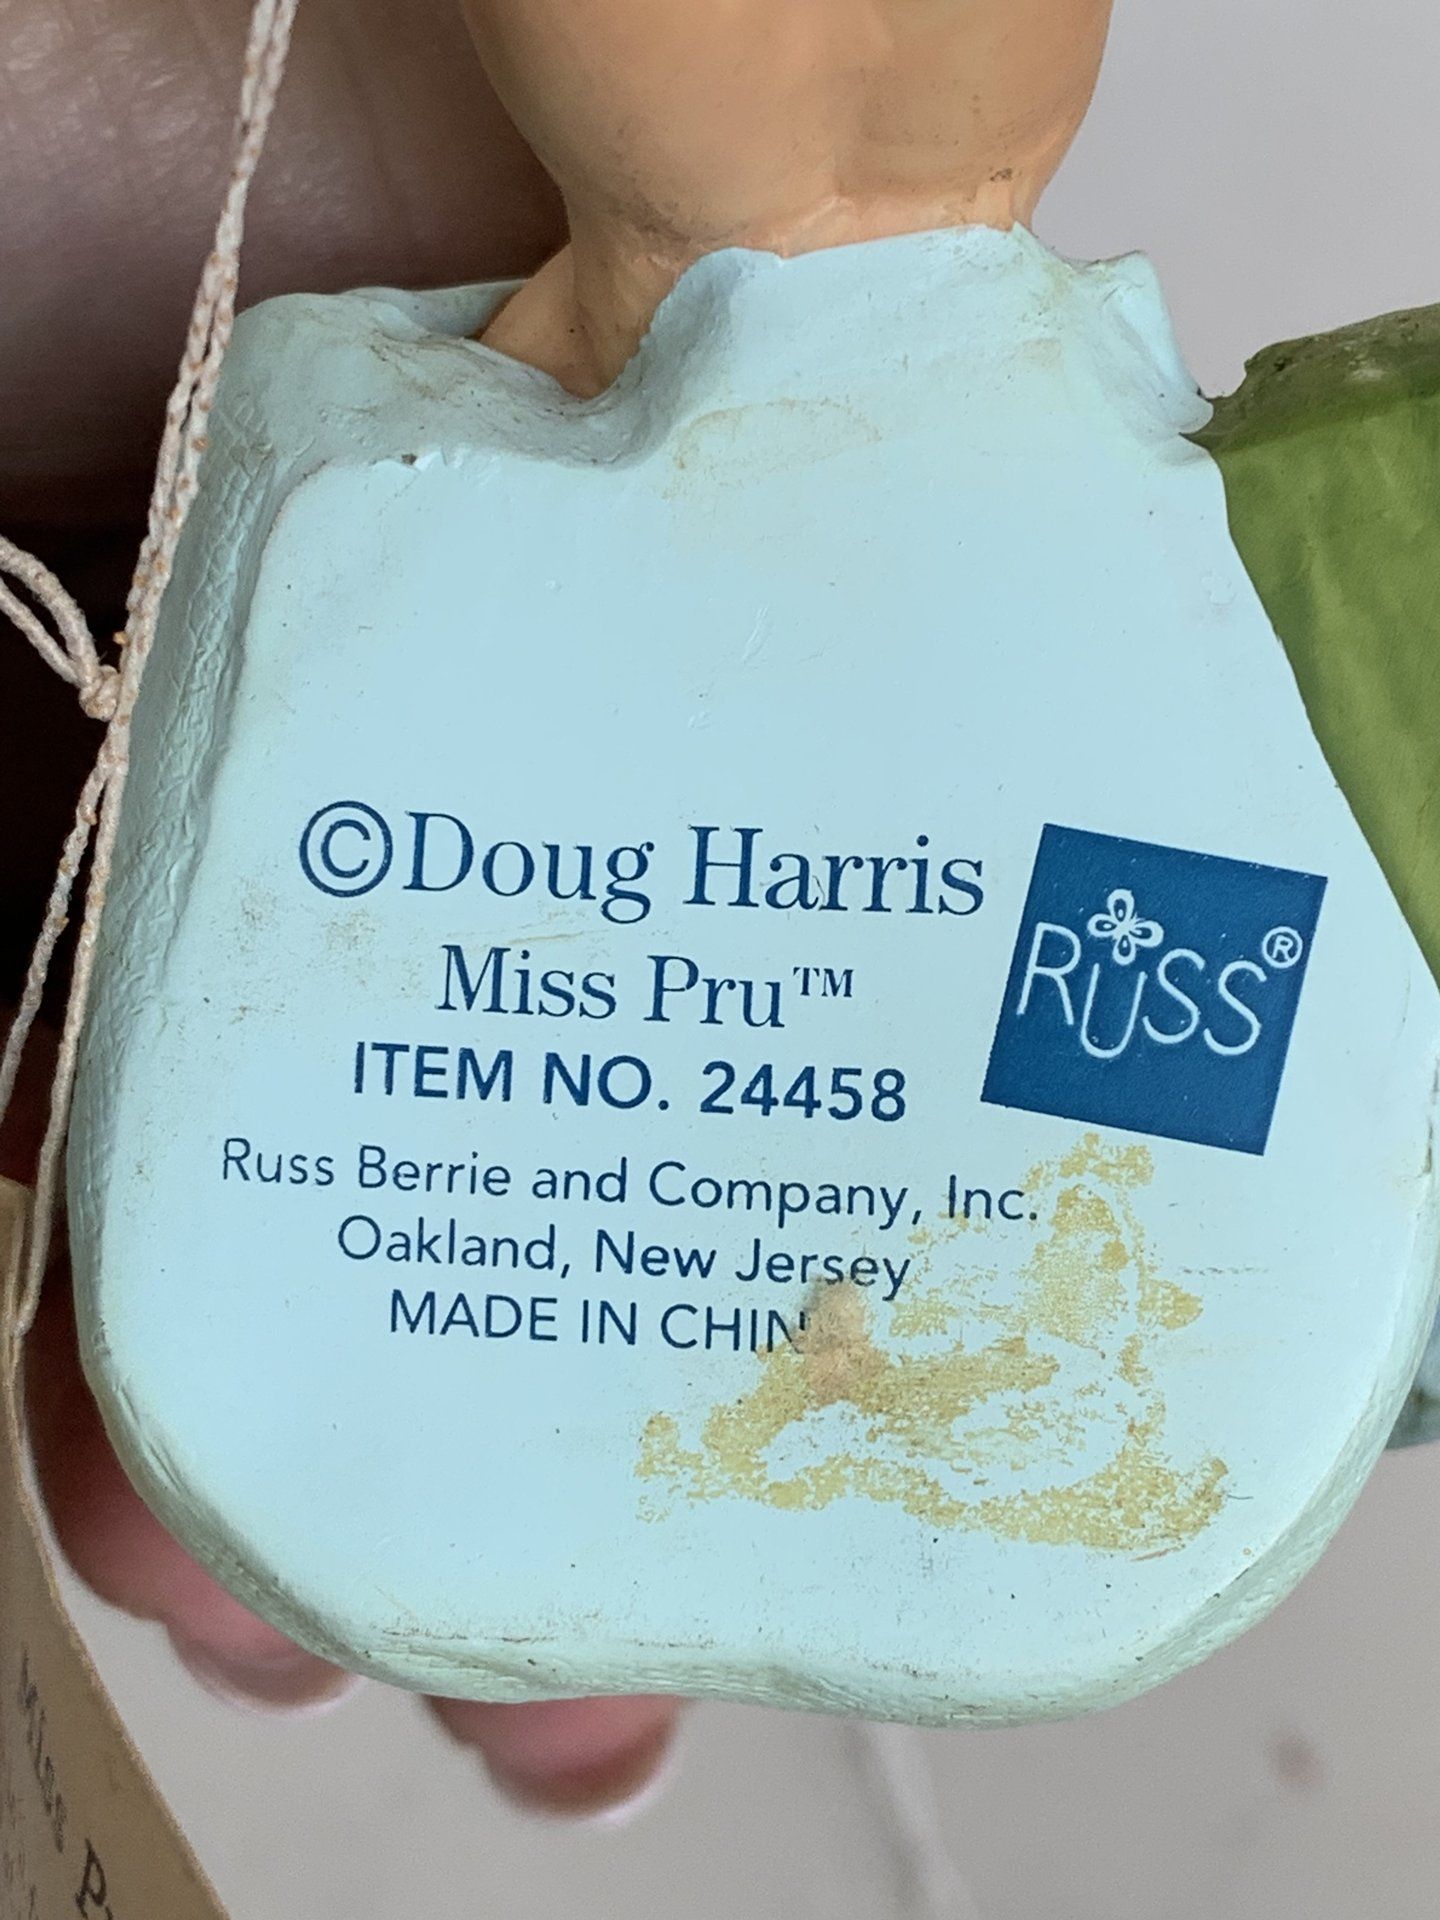 ©Doug Harris
Miss Pru™
ITEM NO. 24458
Russ Berrie and Company, Inc.
Oakland, New Jersey
MADE IN CHIN
RUSS®